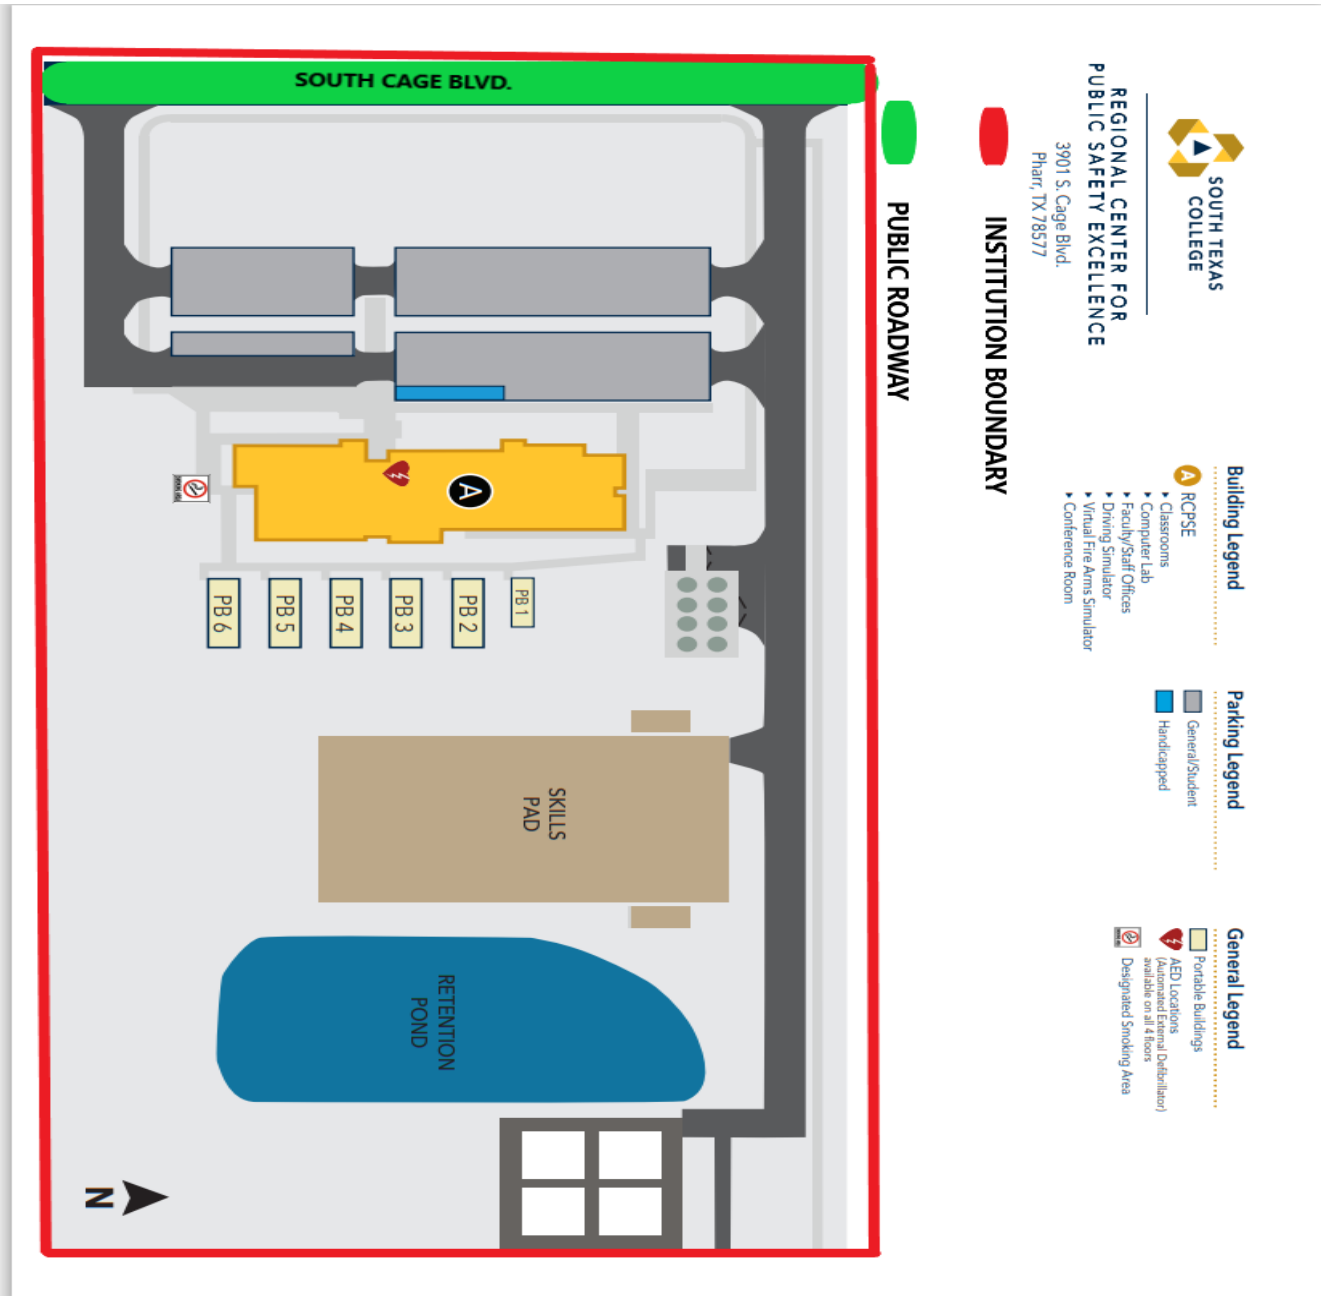 SOUTH CAGE BLVD.
PUBLIC ROADWAY
INSTITUTION BOUNDARY
SOUTH TEXAS
COLLEGE
REGIONAL CENTER FOR
PUBLIC SAFETY EXCELLENCE
3901 S. Cage Blvd.
Pharr, TX 78577
Building Legend
A RCPSE
‣ Classrooms
‣ Computer Lab
‣ Faculty/Staff Offices
‣ Driving Simulator
‣ Virtual Fire Arms Simulator
‣ Conference Room
Parking Legend
General/Student
Handicapped
General Legend
Portable Buildings
AED Locations
(Automated External Defibrillator)
available on all 4 floors
Designated Smoking Area
A
PB 1
PB 2
PB 3
PB 4
PB 5
PB 6
SKILLS
PAD
RETENTION
POND
N